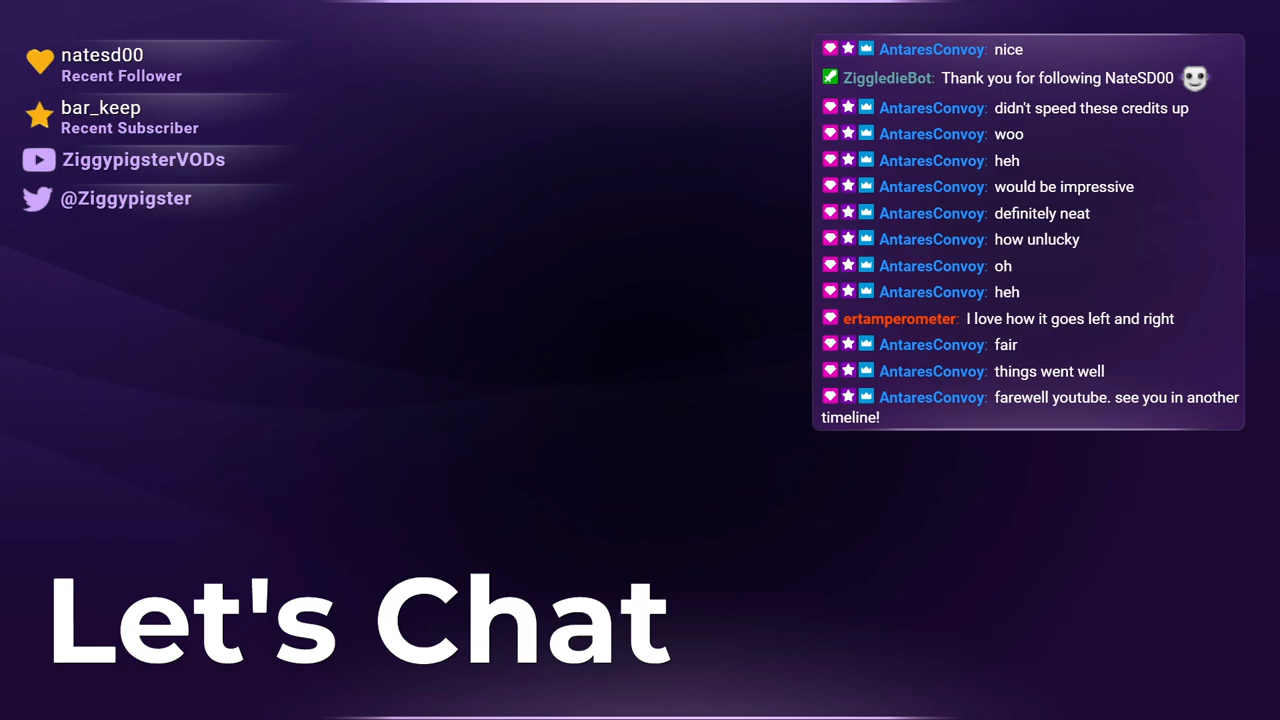 natesd00
Recent Follower
bar_keep
Recent Subscriber
ZiggypigsterVODs
@Ziggypigster
AntaresConvoy: nice
ZiggledieBot: Thank you for following NateSD00
AntaresConvoy: didn't speed these credits up
AntaresConvoy: woo
AntaresConvoy: heh
AntaresConvoy: would be impressive
AntaresConvoy: definitely neat
AntaresConvoy: how unlucky
AntaresConvoy: oh
AntaresConvoy: heh
ertamperometer: I love how it goes left and right
AntaresConvoy: fair
AntaresConvoy: things went well
AntaresConvoy: farewell youtube. see you in another
timeline!
Let's Chat